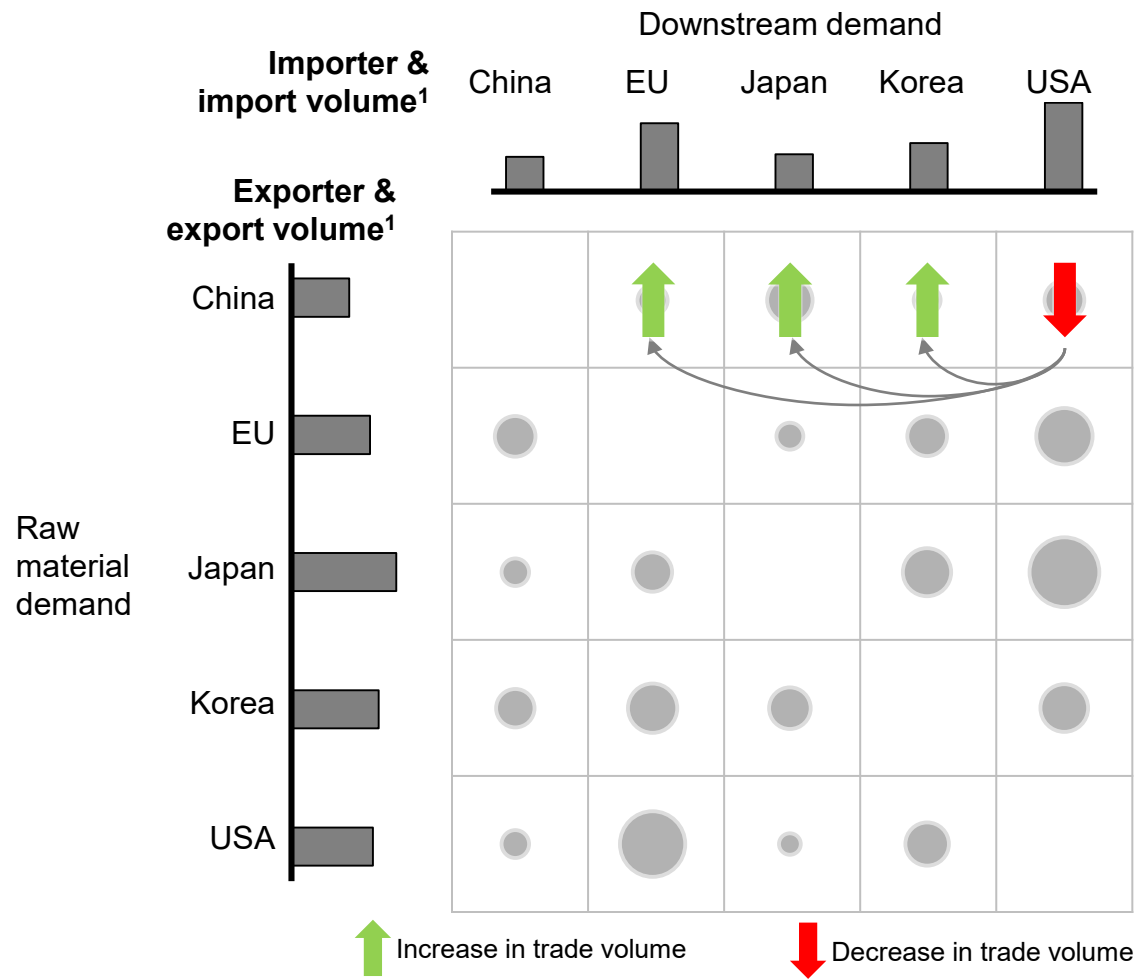 Downstream demand
Importer &
import volume¹
China EU Japan Korea USA
Exporter &
export volume¹
China
EU
Raw
material
demand
Japan
Korea
USA
Increase in trade volume
Decrease in trade volume